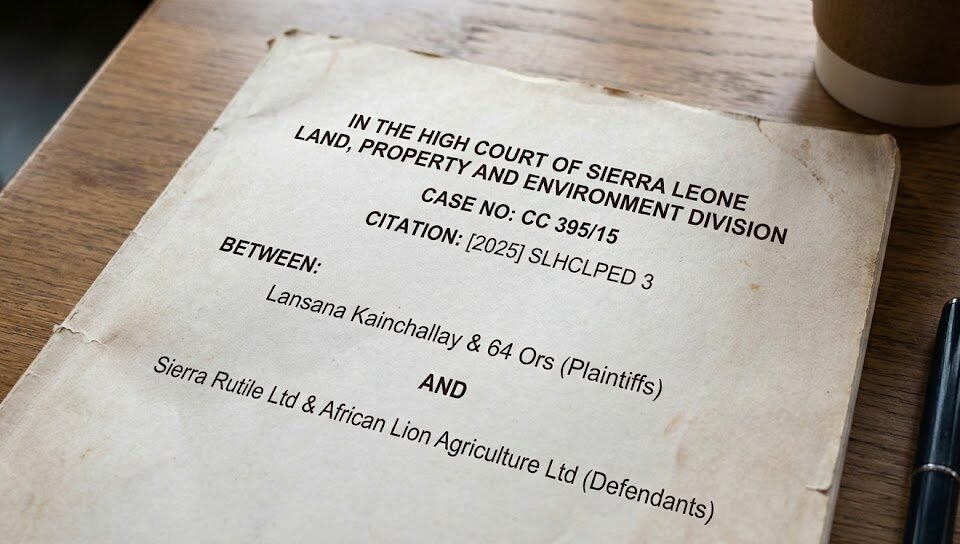 IN THE HIGH COURT OF SIERRA LEONE
LAND, PROPERTY AND ENVIRONMENT DIVISION
CASE NO: CC 395/15
CITATION: [2025] SLHCLPED 3
BETWEEN:
Lansana Kainchallay & 64 Ors (Plaintiffs)
AND
Sierra Rutile Ltd & African Lion Agriculture Ltd (Defendants)